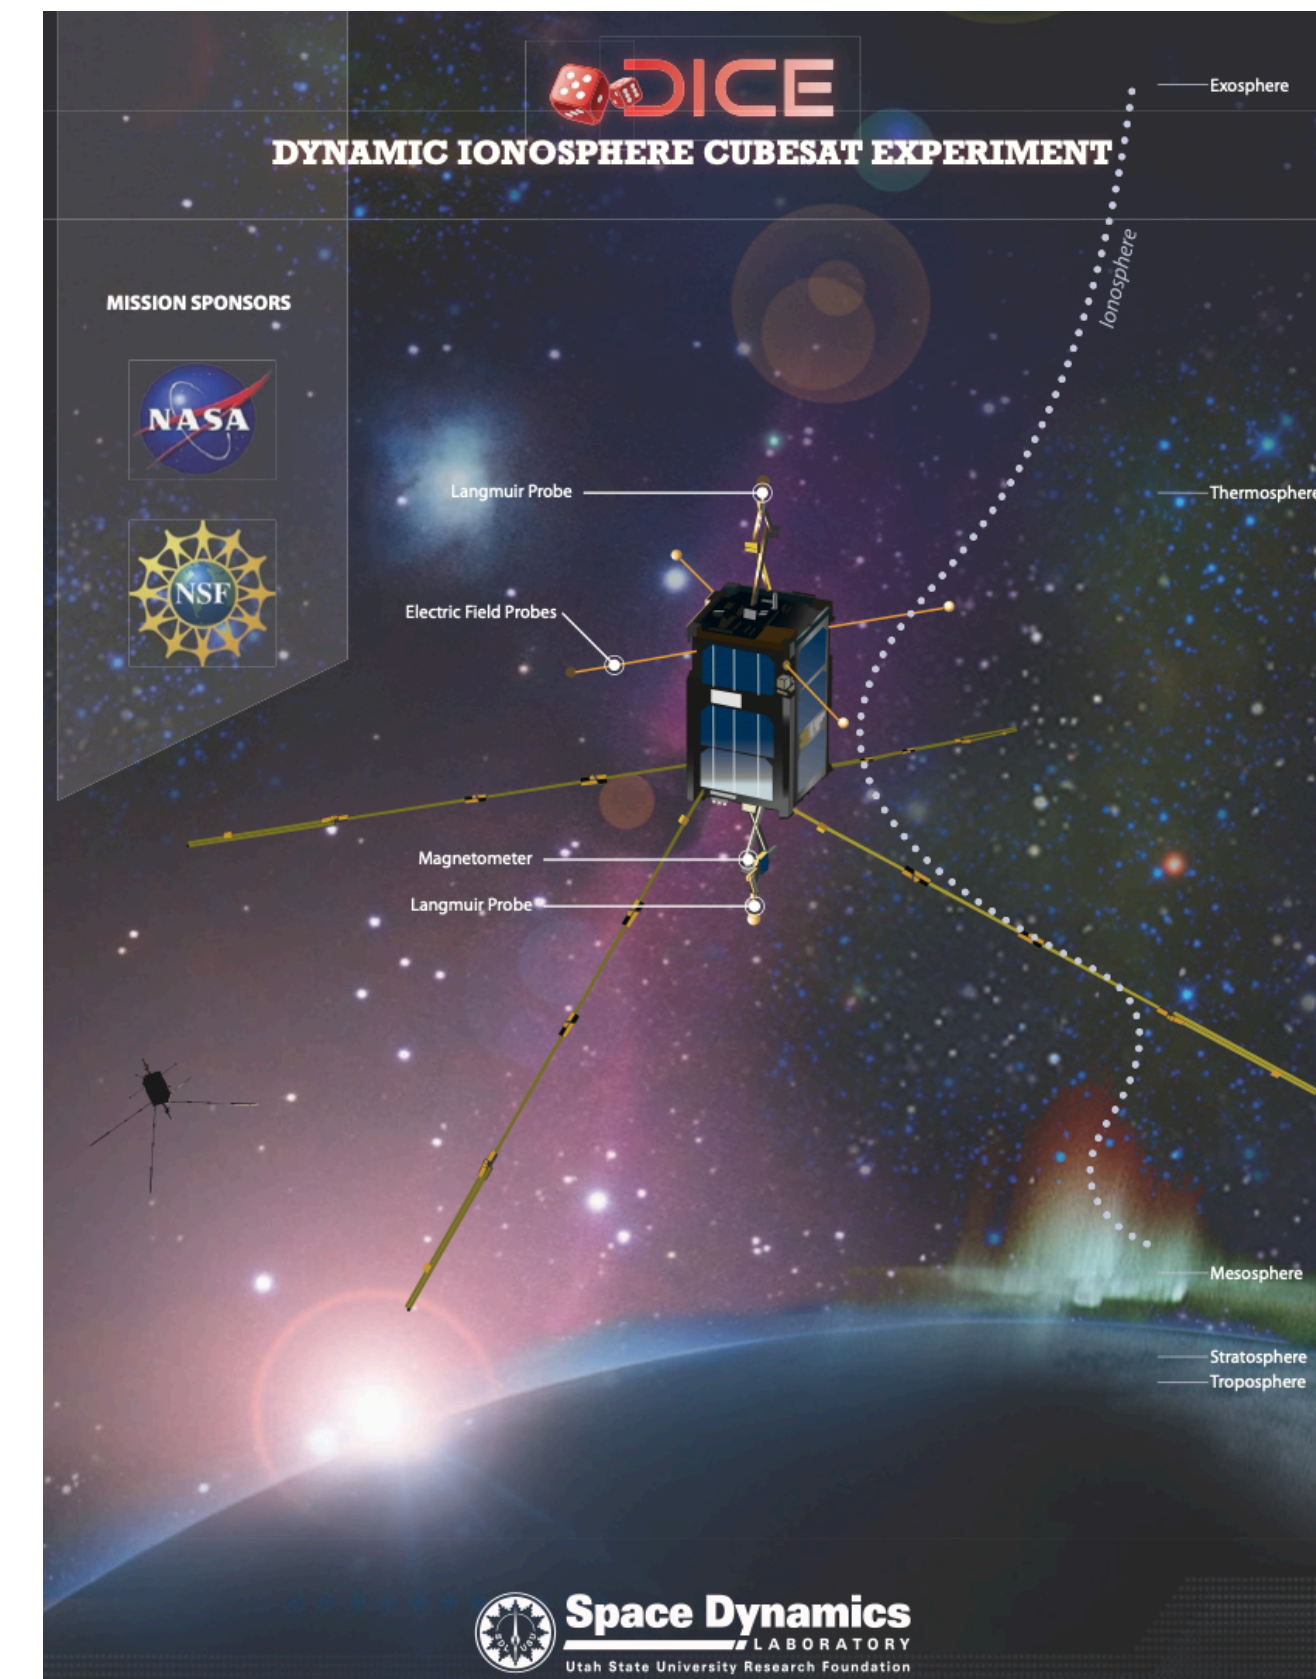 DICE
DYNAMIC IONOSPHERE CUBESAT EXPERIMENT
Exosphere
Ionosphere
MISSION SPONSORS
NASA
NSF
Langmuir Probe
Thermosphere
Electric Field Probes
Magnetometer
Langmuir Probe
Mesosphere
Stratosphere
Troposphere
Space Dynamics
LABORATORY
Utah State University Research Foundation